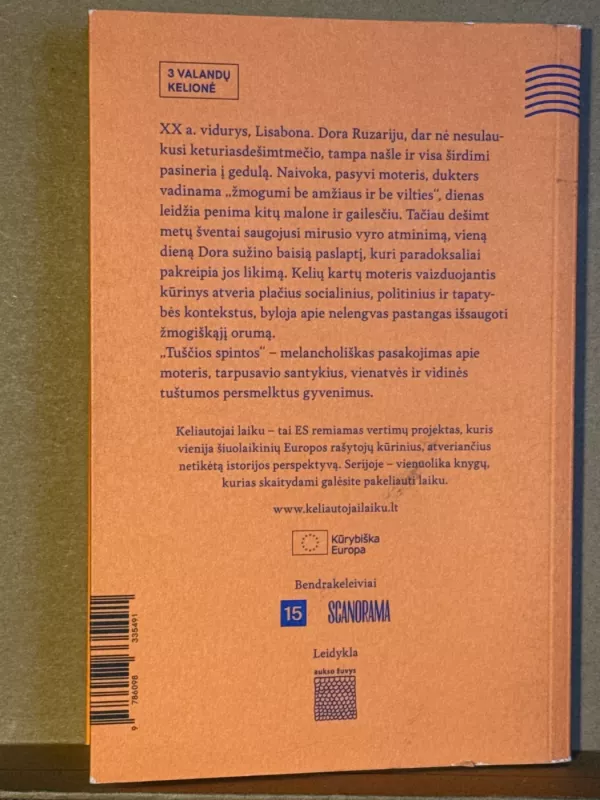 3 VALANDŲ
KELIONĖ
XX a. vidurys, Lisabona. Dora Ruzariju, dar nė nesulau-
kusi keturiasdešimtmečio, tampa našle ir visa širdimi
pasineria į gedulą. Naivoka, pasyvi moteris, dukters
vadinama „žmogumi be amžiaus ir be vilties“, dienas
leidžia penima kitų malone ir gailesčiu. Tačiau dešimt
metų šventai saugojusi mirusio vyro atminimą, vieną
dieną Dora sužino baisią paslaptį, kuri paradoksaliai
pakreipia jos likimą. Kelių kartų moteris vaizduojantis
kūrinys atveria plačius socialinius, politinius ir tapaty-
bės kontekstus, byloja apie nelengvas pastangas išsaugoti
žmogiškąjį orumą.
„Tuščios spintos“ – melancholiškas pasakojimas apie
moteris, tarpusavio santykius, vienatvės ir vidinės
tuštumos persmelktus gyvenimus.
Keliautojai laiku – tai ES remiamas vertimų projektas, kuris
vienija šiuolaikinių Europos rašytojų kūrinius, atveriančius
netikėtą istorijos perspektyvą. Serijoje – vienuolika knygų,
kurias skaitydami galėsite pakeliauti laiku.
www.keliautojailaiku.lt
Kūrybiška
Europa
Bendrakeleiviai
15 SCANORAMA
Leidykla
aukso žuvys
9 786098 335491